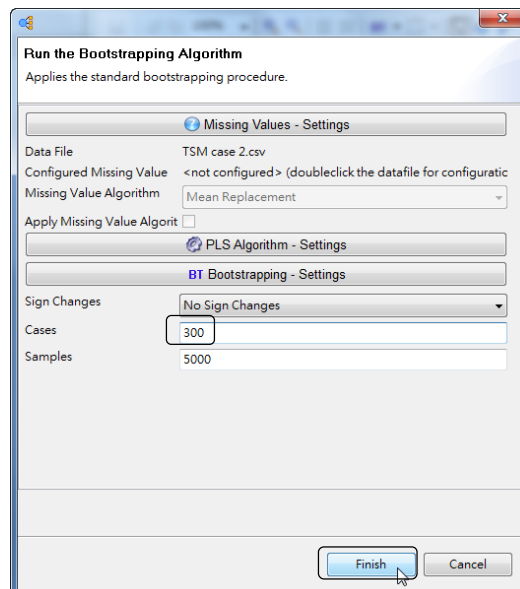 Run the Bootstrapping Algorithm
Applies the standard bootstrapping procedure.
Missing Values - Settings
Data File TSM case 2.csv
Configured Missing Value <not configured> (doubleclick the datafile for configuratic
Missing Value Algorithm Mean Replacement
Apply Missing Value Algorit
PLS Algorithm - Settings
BT Bootstrapping - Settings
Sign Changes No Sign Changes
Cases 300
Samples 5000
Finish Cancel